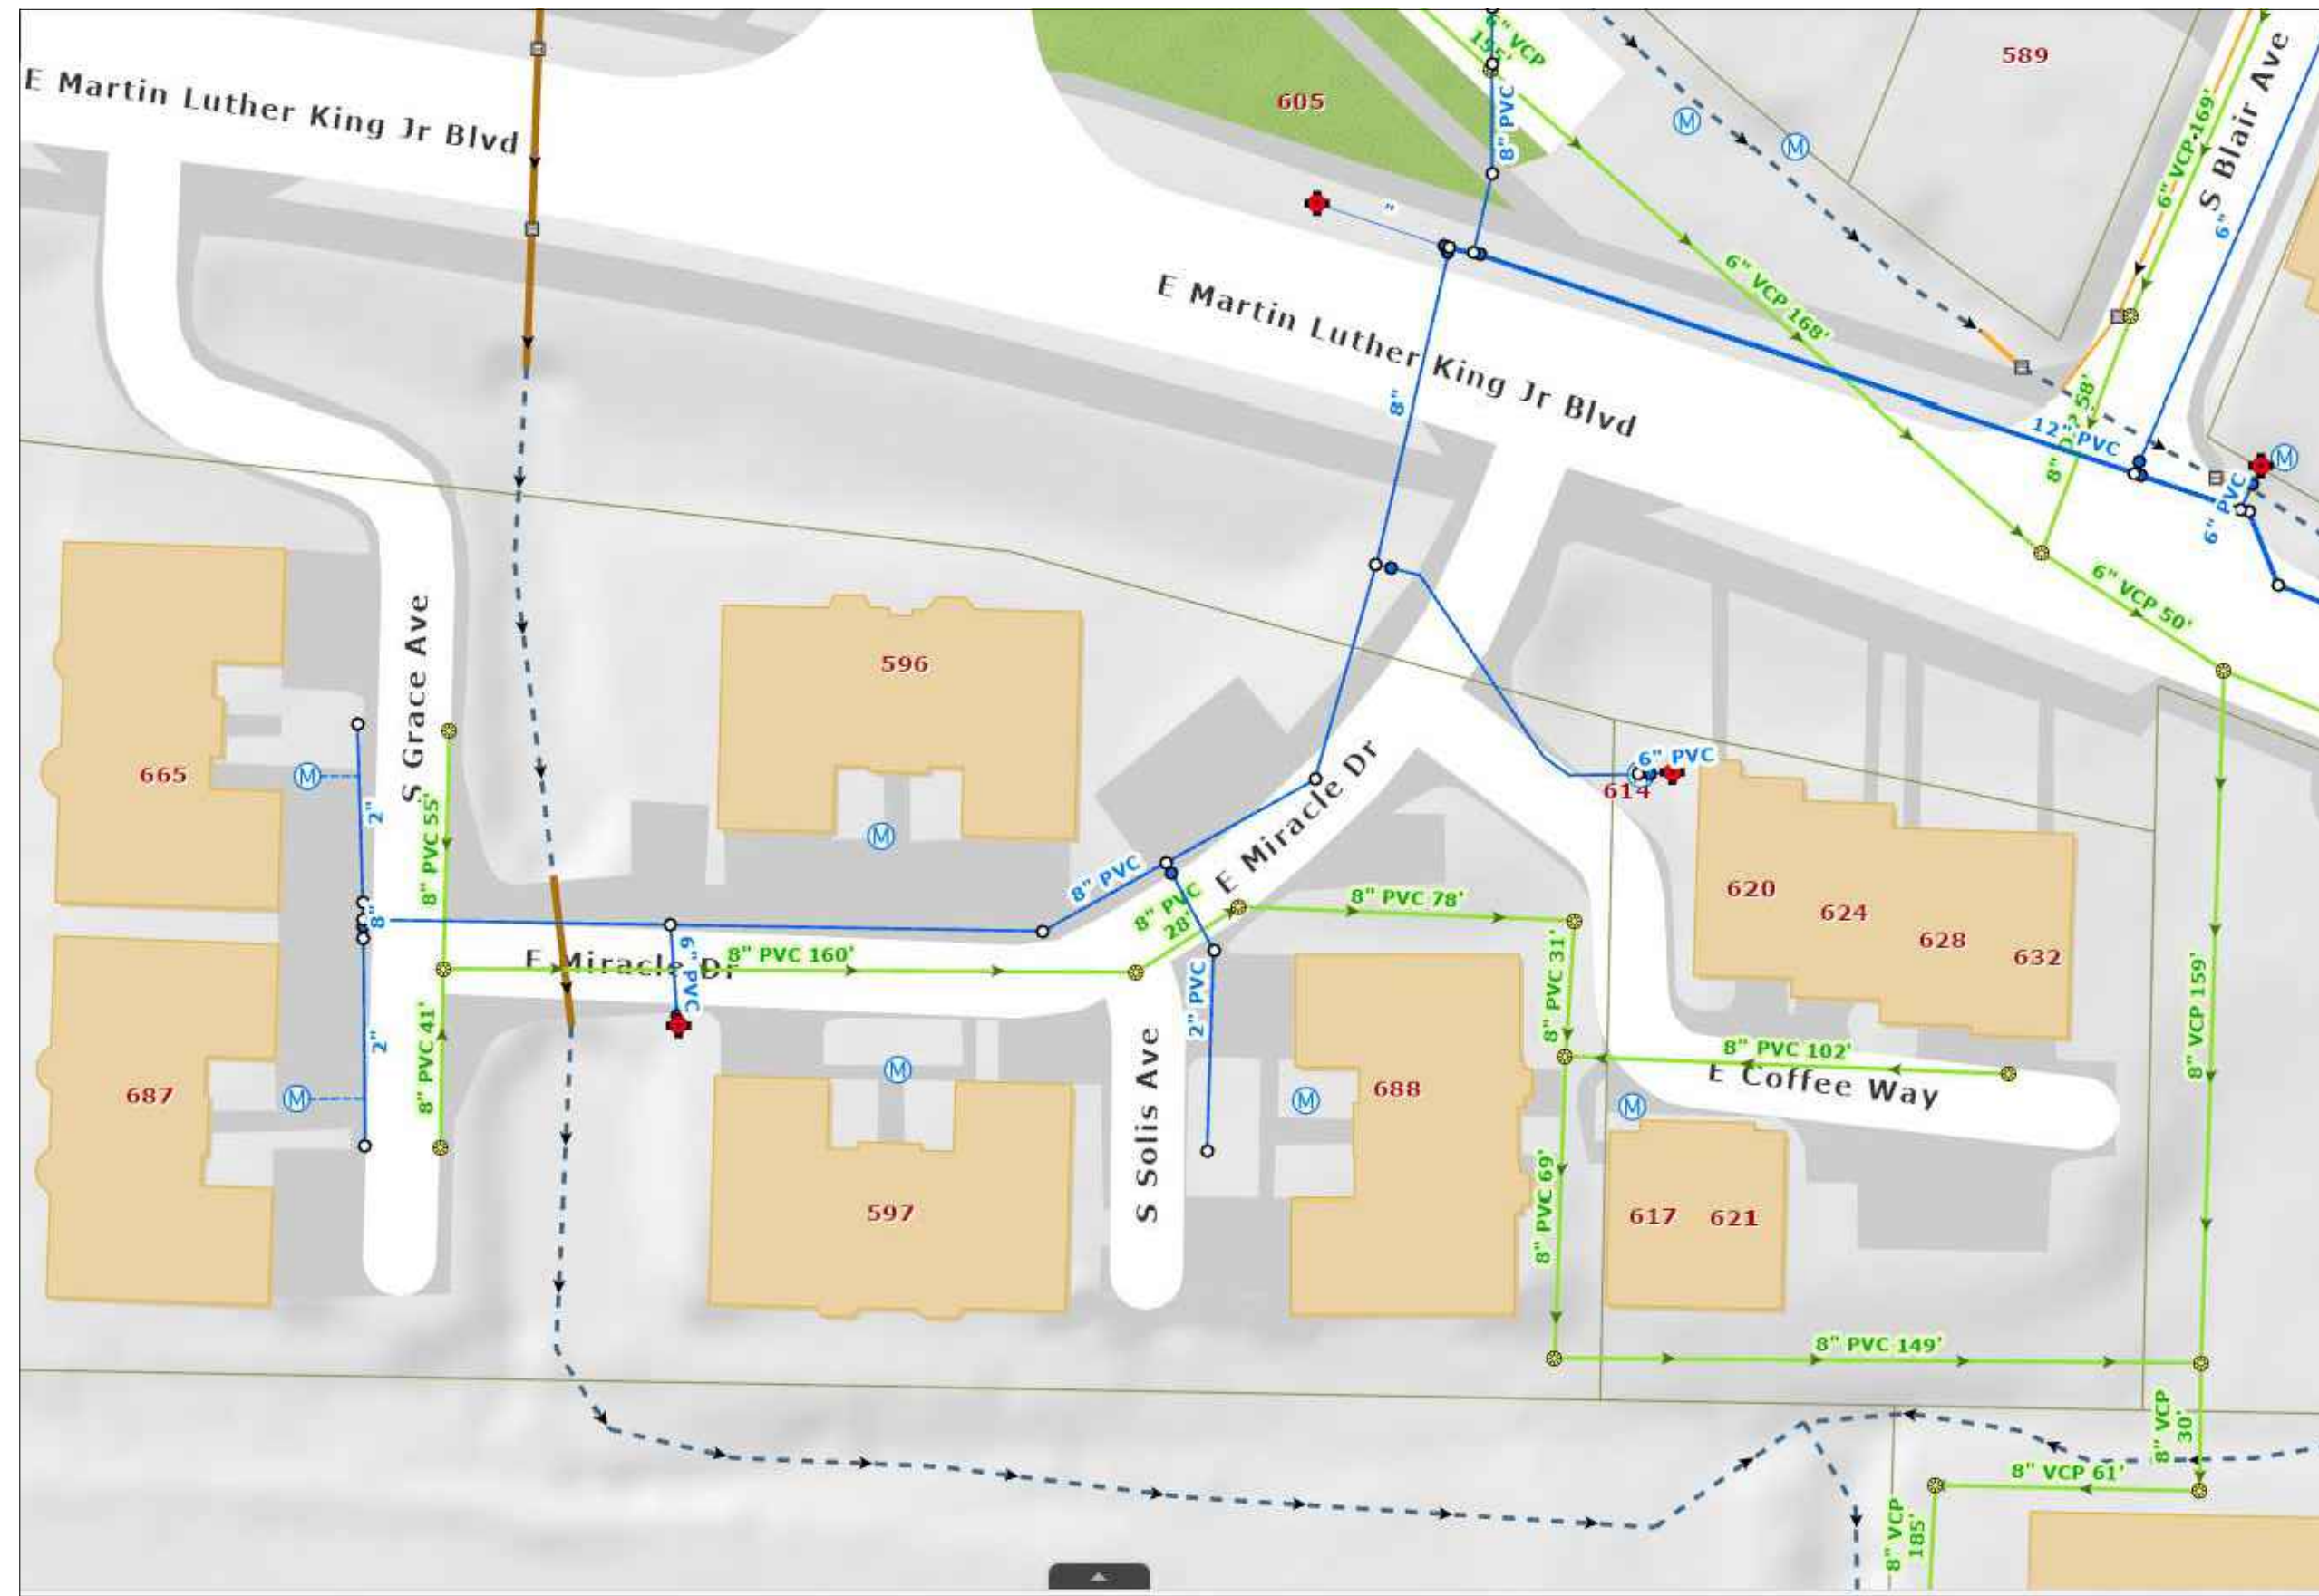 E Martin Luther King Jr Blvd
6" VCP
155'
8" PVC
605
589
M
M
6" VCP 169'
S Blair Ave
6"
"
E Martin Luther King Jr Blvd
8"
6" VCP 168'
12" PVC
M
6" PVC
6" VCP 50'
S Grace Ave
665
M
2"
8" PVC 55'
8"
596
M
8" PVC
E Miracle Dr
8" PVC
28'
8" PVC 78'
6" PVC
614
620
624
628
632
8" VCP 159'
E Miracle Dr
8" PVC 160'
6" PVC
2"
8" PVC 41'
687
M
M
597
S Solis Ave
2" PVC
M
688
8" PVC 31'
8" PVC 102'
E Coffee Way
M
617
621
8" PVC 69'
8" PVC 149'
8" VCP
30'
8" VCP 61'
8" VCP
185'